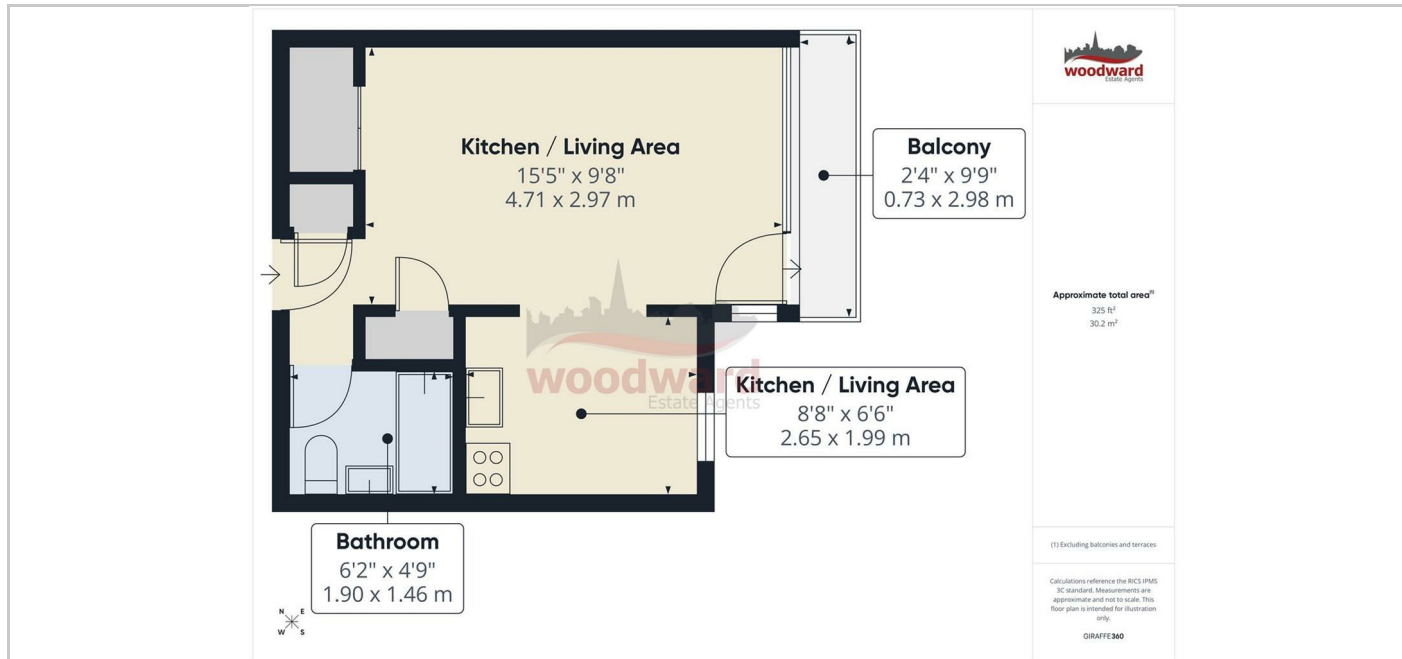 Kitchen / Living Area
15'5" x 9'8"
4.71 x 2.97 m
Balcony
2'4" x 9'9"
0.73 x 2.98 m
woodward
Estate Agents
Kitchen / Living Area
8'8" x 6'6"
2.65 x 1.99 m
Bathroom
6'2" x 4'9"
1.90 x 1.46 m
N E
W S
woodward
Estate Agents
Approximate total area⁽¹⁾
325 ft²
30.2 m²
(1) Excluding balconies and terraces
Calculations reference the RICS IPMS
3C standard. Measurements are
approximate and not to scale. This
floor plan is intended for illustration
only.
GIRAFFE360